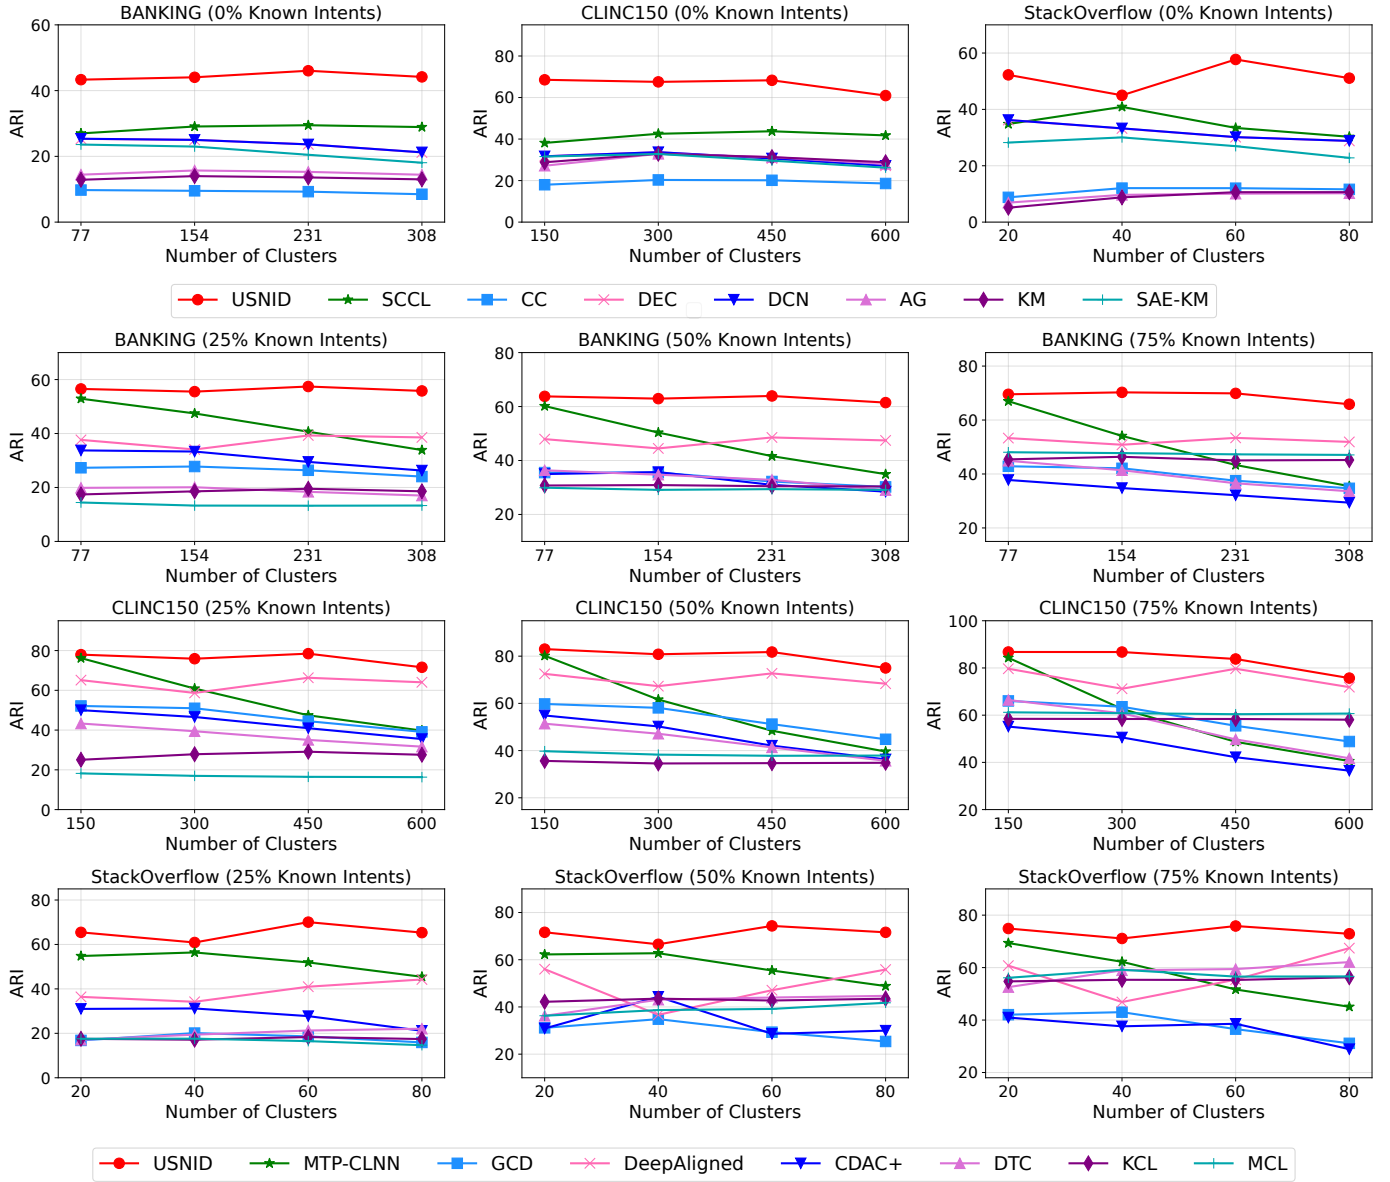 BANKING (0% Known Intents)
ARI
60
40
20
0
77 154 231 308
Number of Clusters
CLINC150 (0% Known Intents)
ARI
80
60
40
20
0
150 300 450 600
Number of Clusters
StackOverflow (0% Known Intents)
ARI
60
40
20
0
20 40 60 80
Number of Clusters
USNID SCCL CC DEC DCN AG KM SAE-KM
BANKING (25% Known Intents)
ARI
60
40
20
0
77 154 231 308
Number of Clusters
BANKING (50% Known Intents)
ARI
80
60
40
20
77 154 231 308
Number of Clusters
BANKING (75% Known Intents)
ARI
80
60
40
20
77 154 231 308
Number of Clusters
CLINC150 (25% Known Intents)
ARI
80
60
40
20
0
150 300 450 600
Number of Clusters
CLINC150 (50% Known Intents)
ARI
80
60
40
20
150 300 450 600
Number of Clusters
CLINC150 (75% Known Intents)
ARI
100
80
60
40
20
150 300 450 600
Number of Clusters
StackOverflow (25% Known Intents)
ARI
80
60
40
20
0
20 40 60 80
Number of Clusters
StackOverflow (50% Known Intents)
ARI
80
60
40
20
20 40 60 80
Number of Clusters
StackOverflow (75% Known Intents)
ARI
80
60
40
20
20 40 60 80
Number of Clusters
USNID MTP-CLNN GCD DeepAligned CDAC+ DTC KCL MCL